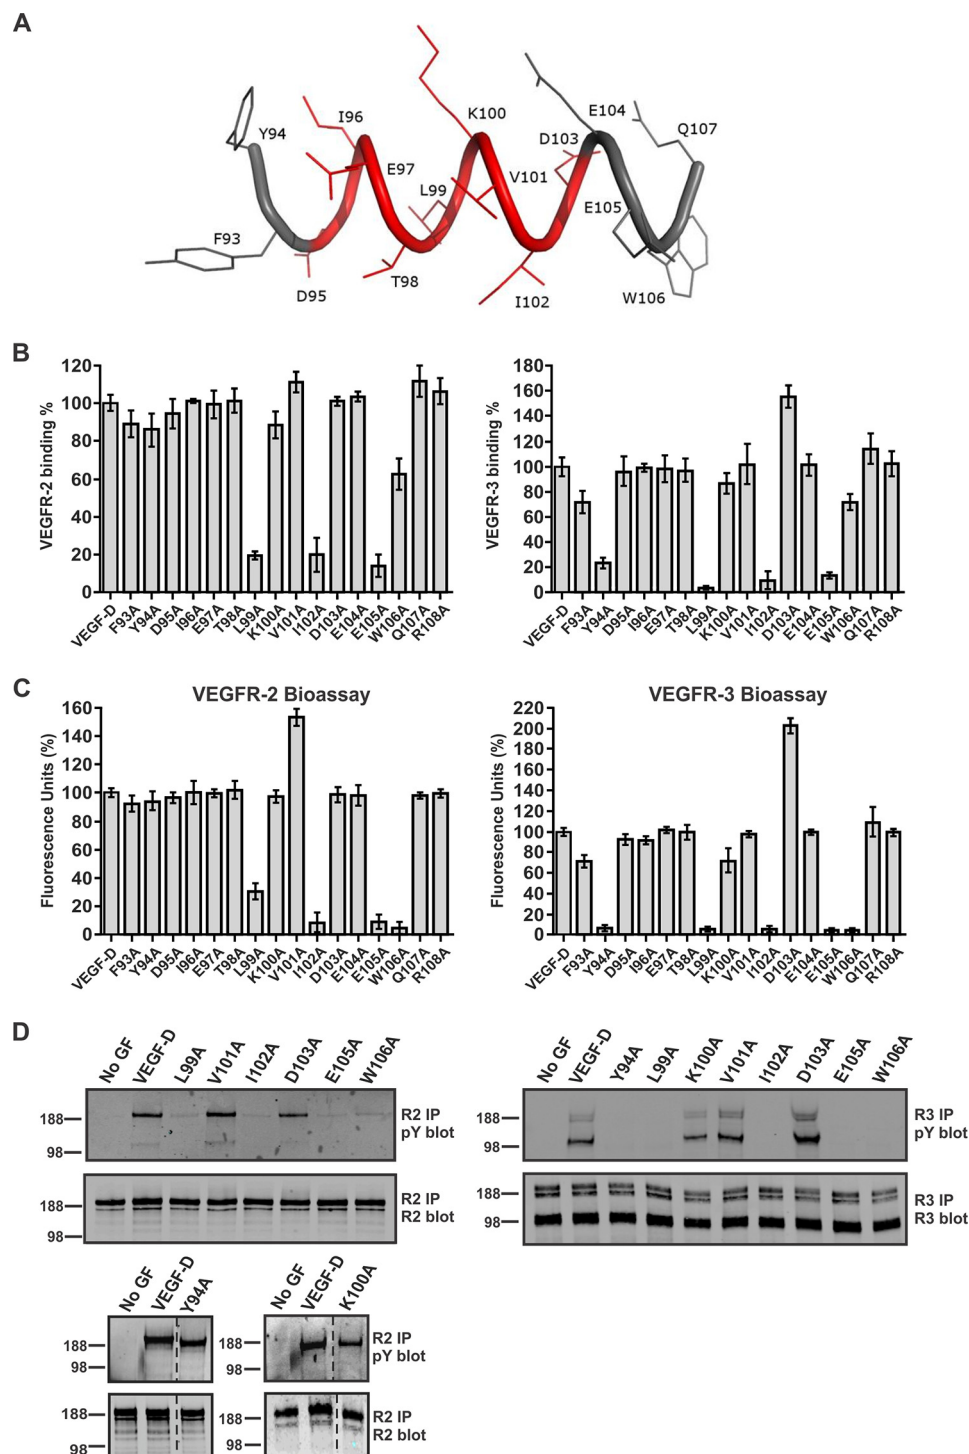 A
Y94
I96
K100
E104
Q107
D103
E97
V101
L99
E105
F93
T98
D95
I102
W106
B
VEGFR-2 binding %
120
100
80
60
40
20
0
VEGF-D
F93A
Y94A
D95A
I96A
E97A
T98A
L99A
K100A
V101A
I102A
D103A
E104A
E105A
W106A
Q107A
R108A
VEGFR-3 binding %
180
160
140
120
100
80
60
40
20
0
VEGF-D
F93A
Y94A
D95A
I96A
E97A
T98A
L99A
K100A
V101A
I102A
D103A
E104A
E105A
W106A
Q107A
R108A
C
VEGFR-2 Bioassay
Fluorescence Units (%)
160
140
120
100
80
60
40
20
0
VEGF-D
F93A
Y94A
D95A
I96A
E97A
T98A
L99A
K100A
V101A
I102A
D103A
E104A
E105A
W106A
Q107A
R108A
VEGFR-3 Bioassay
Fluorescence Units (%)
220
200
180
160
140
120
100
80
60
40
20
0
VEGF-D
F93A
Y94A
D95A
I96A
E97A
T98A
L99A
K100A
V101A
I102A
D103A
E104A
E105A
W106A
Q107A
R108A
D
No GF
VEGF-D
L99A
V101A
I102A
D103A
E105A
W106A
188
98
R2 IP
pY blot
188
98
R2 IP
R2 blot
No GF
VEGF-D
Y94A
L99A
K100A
V101A
I102A
D103A
E105A
W106A
188
98
R3 IP
pY blot
188
98
R3 IP
R3 blot
No GF
VEGF-D
Y94A
188
98
188
98
No GF
VEGF-D
K100A
188
98
R2 IP
pY blot
188
98
R2 IP
R2 blot